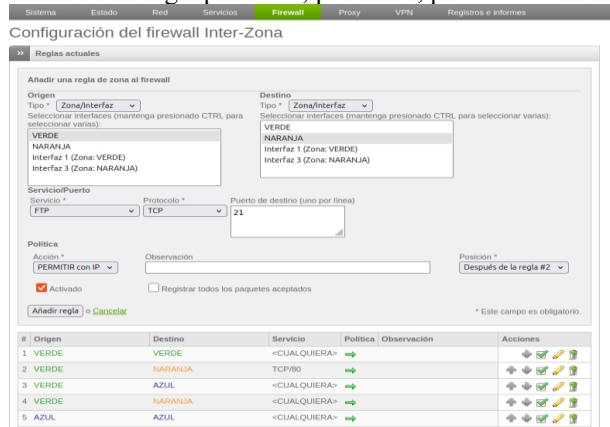 Sistema Estado Red Servicios Firewall Proxy VPN Registros e Informes
Configuración del firewall Inter-Zona
>> Reglas actuales
Añadir una regla de zona al firewall
Origen Destino
Tipo * Zona/Interfaz Tipo * Zona/Interfaz
Seleccionar interfaces (mantenga presionado CTRL para seleccionar varias): Seleccionar interfaces (mantenga presionado CTRL para seleccionar varias):
VERDE VERDE
NARANJA NARANJA
Interfaz 1 (Zona: VERDE) Interfaz 1 (Zona: VERDE)
Interfaz 3 (Zona: NARANJA) Interfaz 3 (Zona: NARANJA)
Servicio/Puerto
Servicio * Protocolo * Puerto de destino (uno por línea)
FTP TCP 21
Política
Acción * Observación Posición *
PERMITIR con IP Después de la regla #2
Activado Registrar todos los paquetes aceptados
Añadir regla o Cancelar * Este campo es obligatorio.
# Origen Destino Servicio Política Observación Acciones
1 VERDE VERDE <CUALQUIERA>
2 VERDE NARANJA TCP/80
3 VERDE AZUL <CUALQUIERA>
4 VERDE NARANJA <CUALQUIERA>
5 AZUL AZUL <CUALQUIERA>